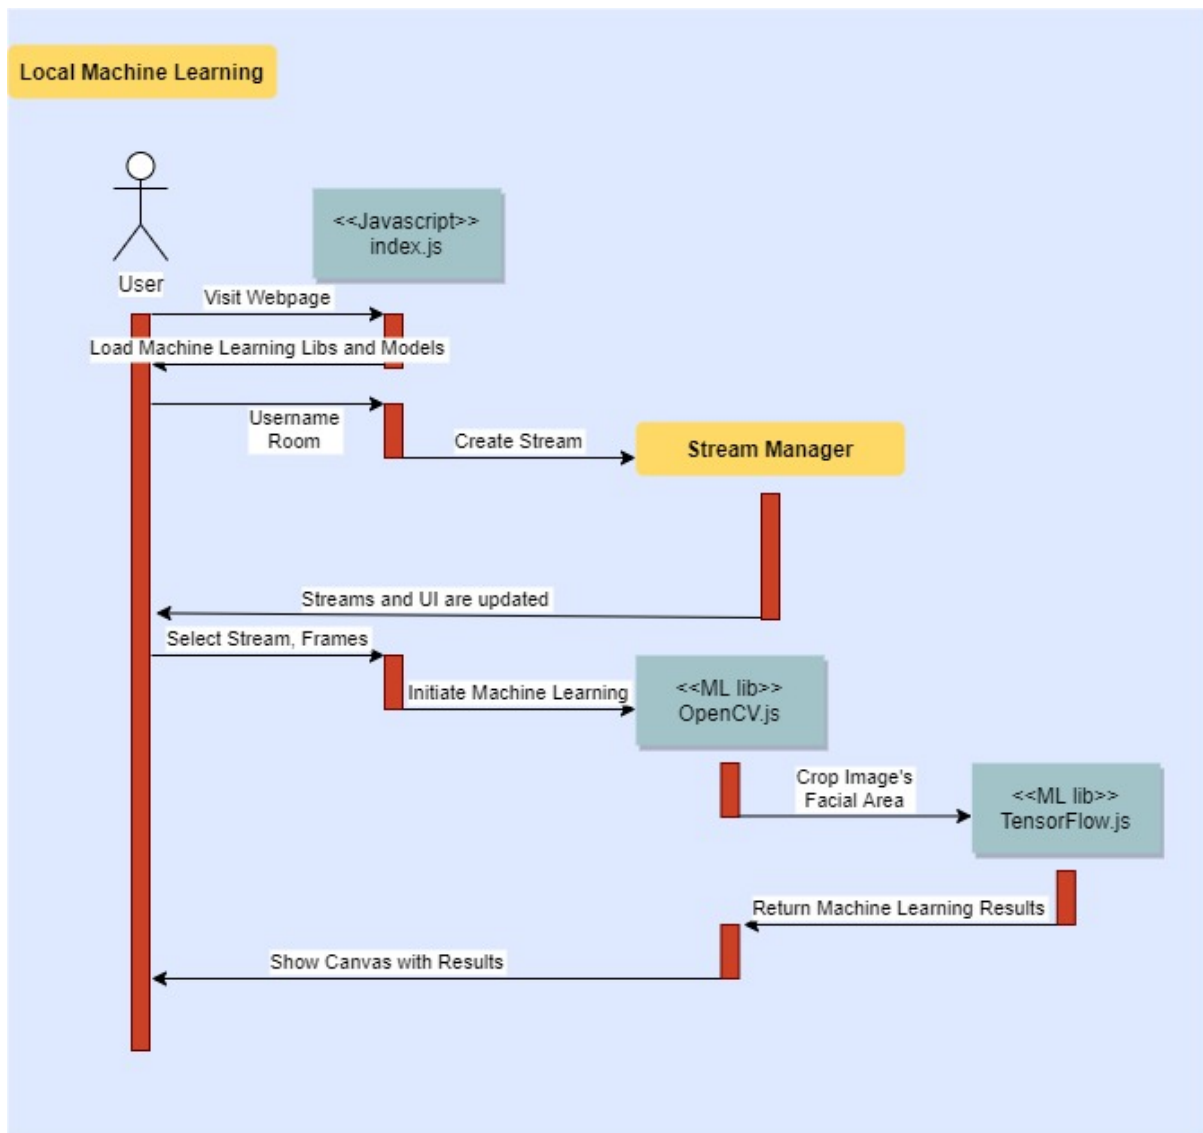 Local Machine Learning
<<Javascript>>
index.js
User
Visit Webpage
Load Machine Learning Libs and Models
Username
Room
Create Stream
Stream Manager
Streams and UI are updated
Select Stream, Frames
Initiate Machine Learning
<<ML lib>>
OpenCV.js
Crop Image's
Facial Area
<<ML lib>>
TensorFlow.js
Return Machine Learning Results
Show Canvas with Results